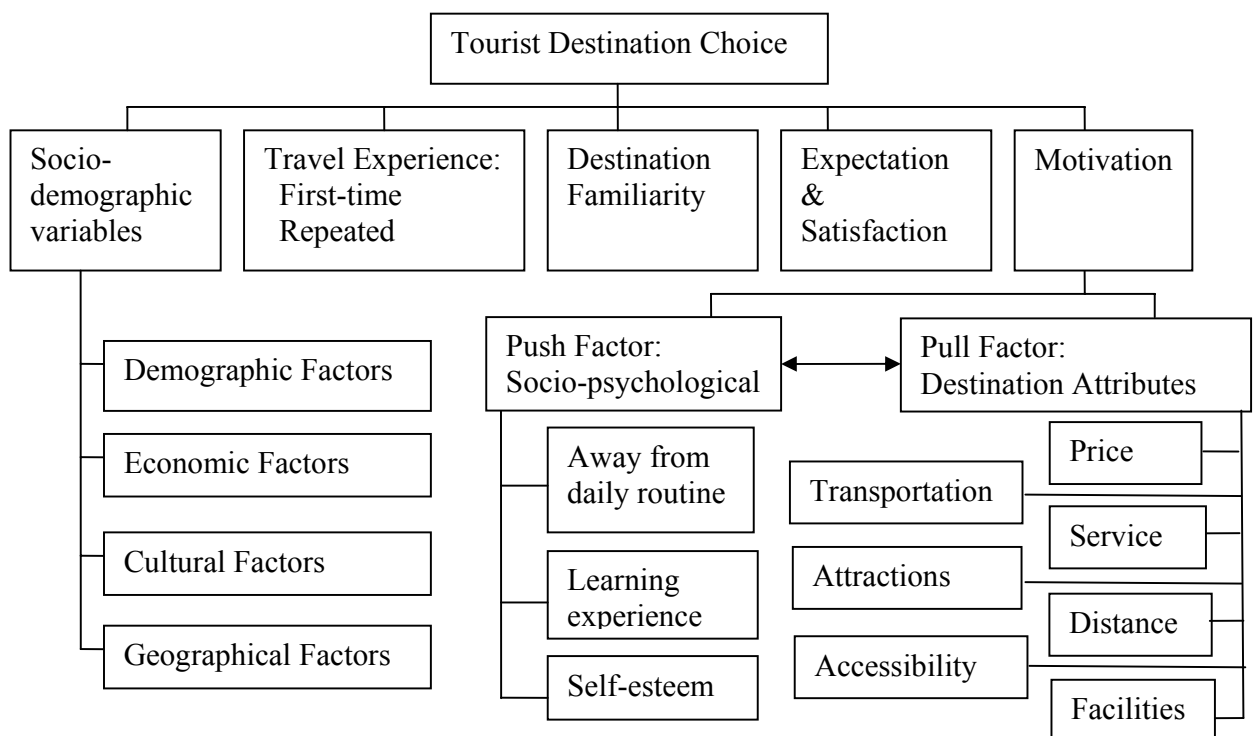 Tourist Destination Choice
Socio-
demographic
variables
Travel Experience:
First-time
Repeated
Destination
Familiarity
Expectation
&
Satisfaction
Motivation
Demographic Factors
Economic Factors
Cultural Factors
Geographical Factors
Push Factor:
Socio-psychological
Away from
daily routine
Learning
experience
Self-esteem
Pull Factor:
Destination Attributes
Price
Transportation
Service
Attractions
Distance
Accessibility
Facilities